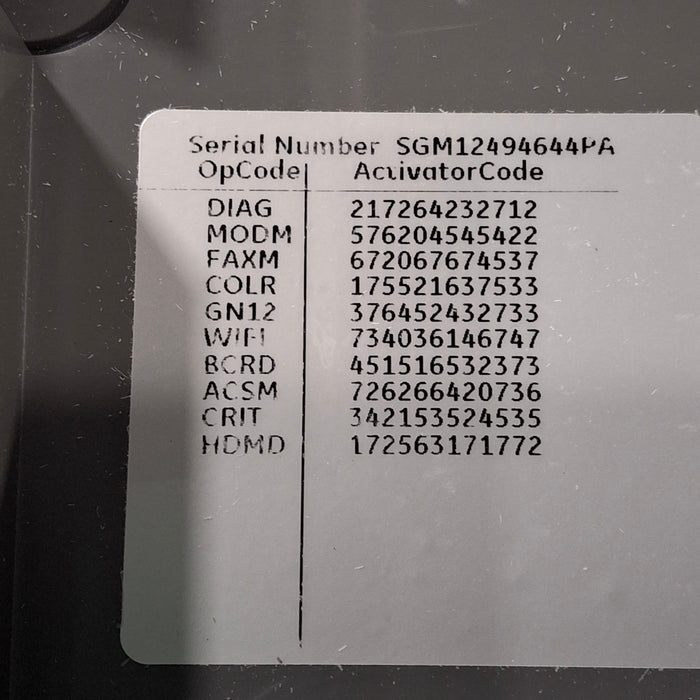 Serial Number SGM12494644PA
OpCode ActivatorCode
DIAG 217264232712
MODM 576204545422
FAXM 672067674537
COLR 175521637533
GN12 376452432733
WIFI 734036146747
BCRD 451516532373
ACSM 726266420736
CRIT 342153524535
HDMD 172563171772